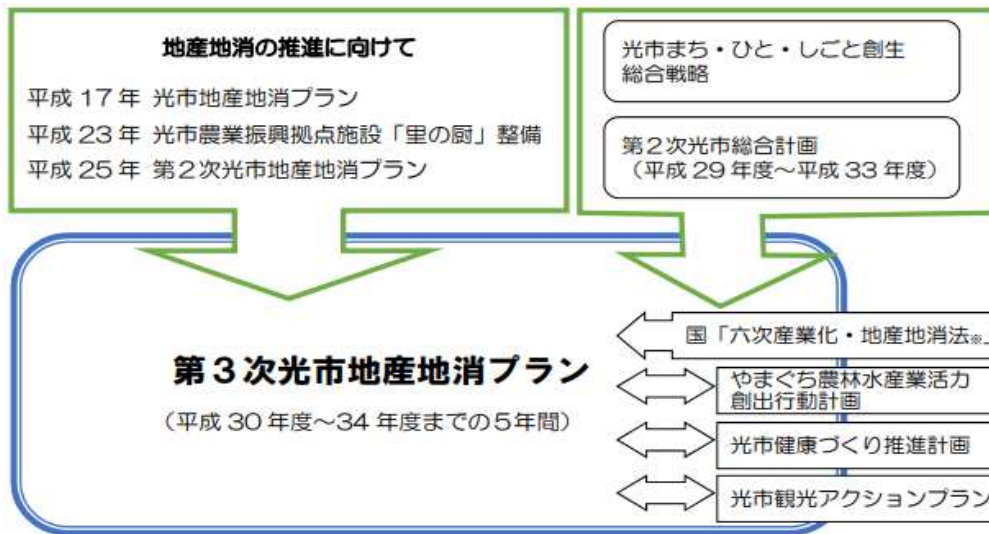 地産地消の推進に向けて
平成 17 年 光市地産地消プラン
平成 23 年 光市農業振興拠点施設「里の厨」整備
平成 25 年 第2次光市地産地消プラン
光市まち・ひと・しごと創生
総合戦略
第2次光市総合計画
（平成 29 年度～平成 33 年度）
第3次光市地産地消プラン
（平成 30 年度～34 年度までの5年間）
国「六次産業化・地産地消法※」
やまぐち農林水産業活力
創出行動計画
光市健康づくり推進計画
光市観光アクションプラン